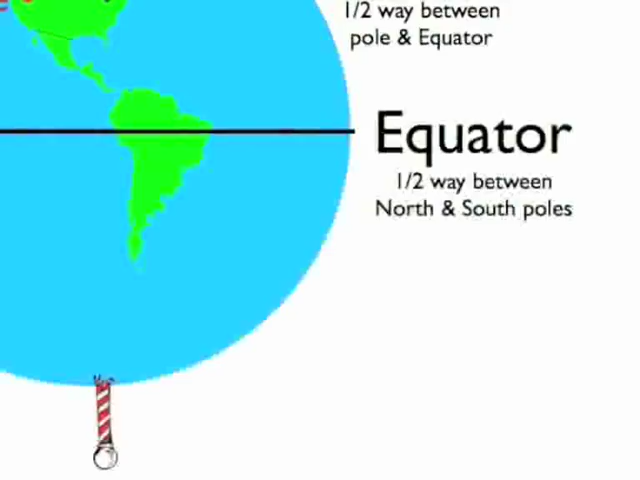 1/2 way between
pole & Equator
Equator
1/2 way between
North & South poles